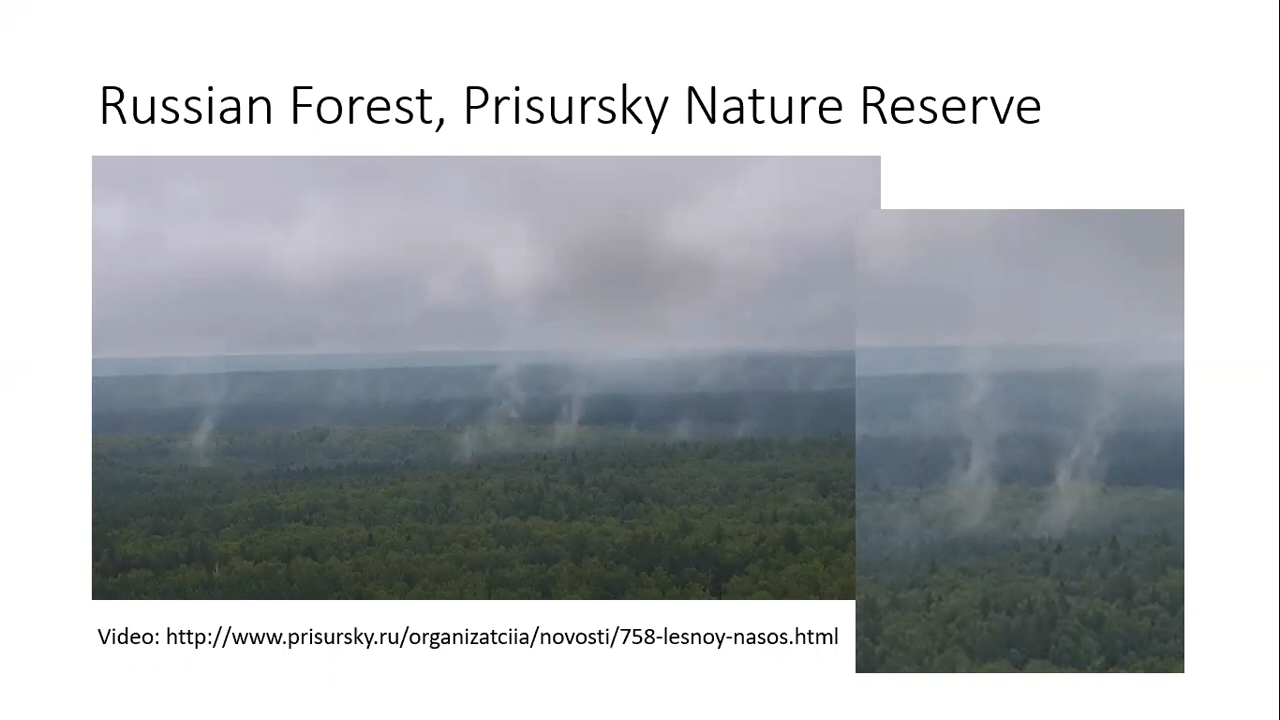 Russian Forest, Prisursky Nature Reserve
Video: http://www.prisursky.ru/organizatciia/novosti/758-lesnoy-nasos.html